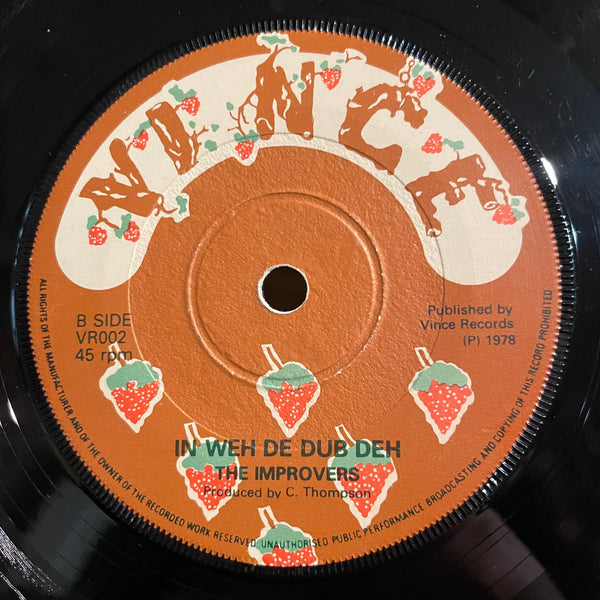 VINCE
B SIDE
VR002
45 rpm
Published by
Vince Records
(P) 1978
IN WEH DE DUB DEH
THE IMPROVERS
Produced by C. Thompson
ALL RIGHTS OF THE MANUFACTURER AND OF THE OWNER OF THE RECORDED WORK RESERVED UNAUTHORISED PUBLIC PERFORMANCE BROADCASTING AND COPYING OF THIS RECORD PROHIBITED